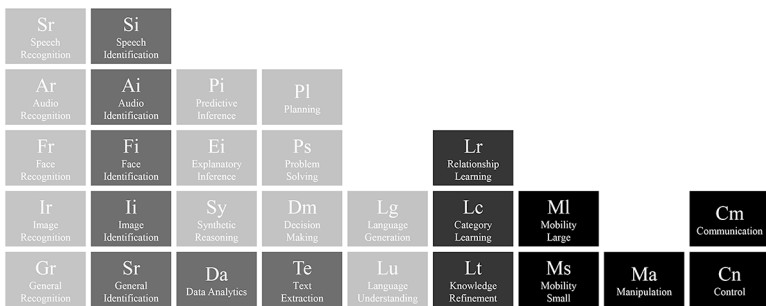 Sr
Speech
Recognition
Si
Speech
Identification
Ar
Audio
Recognition
Ai
Audio
Identification
Pi
Predictive
Inference
Pl
Planning
Fr
Face
Recognition
Fi
Face
Identification
Ei
Explanatory
Inference
Ps
Problem
Solving
Lr
Relationship
Learning
Ir
Image
Recognition
Ii
Image
Identification
Sy
Synthetic
Reasoning
Dm
Decision
Making
Lg
Language
Generation
Lc
Category
Learning
Ml
Mobility
Large
Cm
Communication
Gr
General
Recognition
Sr
General
Identification
Da
Data Analytics
Te
Text
Extraction
Lu
Language
Understanding
Lt
Knowledge
Refinement
Ms
Mobility
Small
Ma
Manipulation
Cn
Control